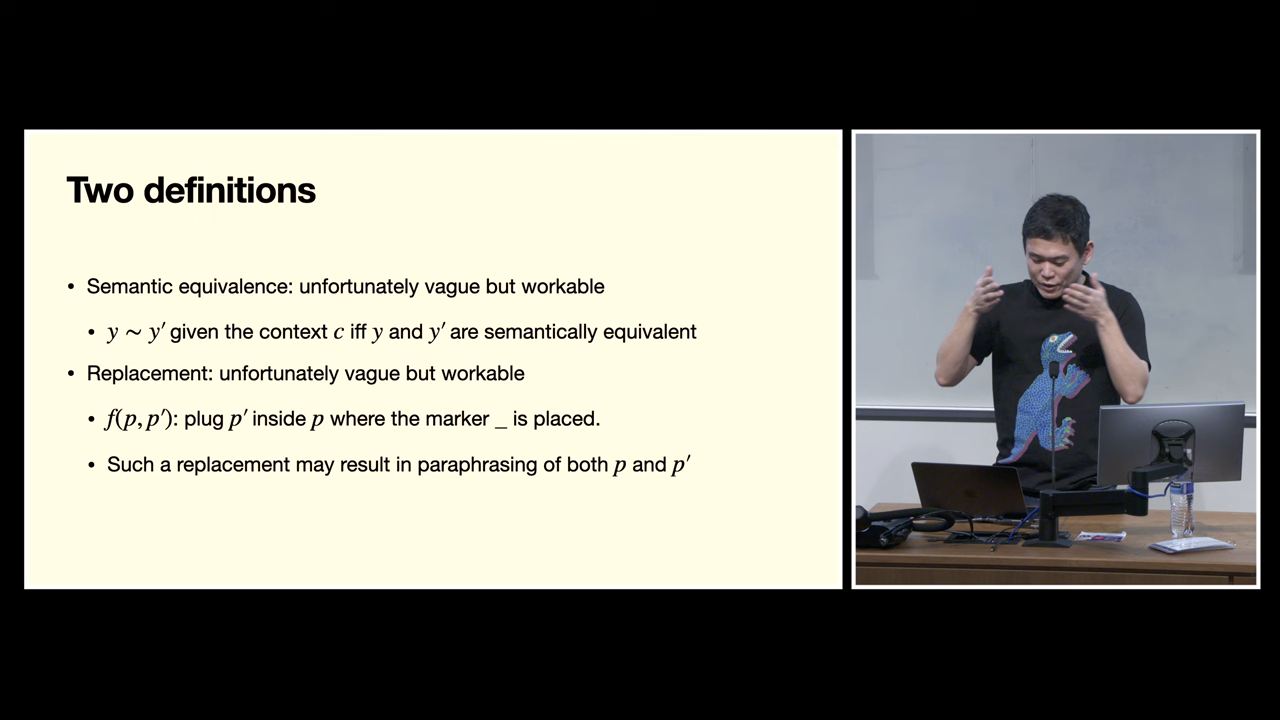 Two definitions
• Semantic equivalence: unfortunately vague but workable
• y ∼ y′ given the context c iff y and y′ are semantically equivalent
• Replacement: unfortunately vague but workable
• f(p, p′): plug p′ inside p where the marker _ is placed.
• Such a replacement may result in paraphrasing of both p and p′